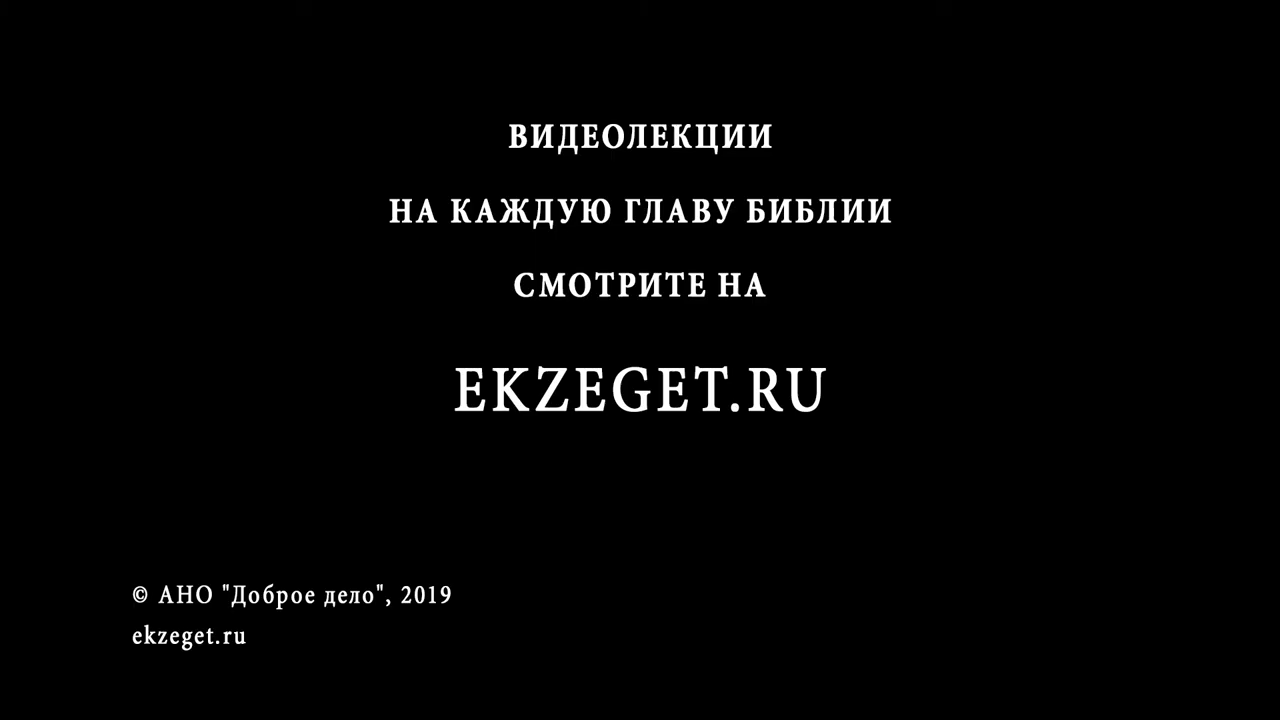 ВИДЕОЛЕКЦИИ
НА КАЖДУЮ ГЛАВУ БИБЛИИ
СМОТРИТЕ НА
EKZEGET.RU
© АНО "Доброе дело", 2019
ekzeget.ru